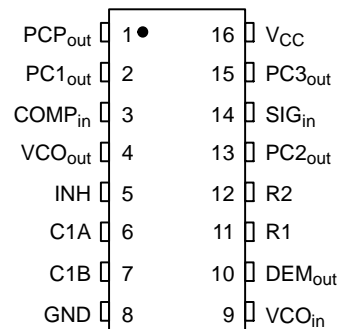 PCPout 1 16 VCC
PC1out 2 15 PC3out
COMPin 3 14 SIGin
VCOout 4 13 PC2out
INH 5 12 R2
C1A 6 11 R1
C1B 7 10 DEMout
GND 8 9 VCOin